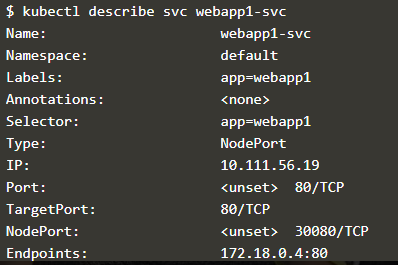 $ kubectl describe svc webapp1-svc
Name:                     webapp1-svc
Namespace:                default
Labels:                   app=webapp1
Annotations:              <none>
Selector:                 app=webapp1
Type:                     NodePort
IP:                       10.111.56.19
Port:                     <unset>  80/TCP
TargetPort:               80/TCP
NodePort:                 <unset>  30080/TCP
Endpoints:                172.18.0.4:80